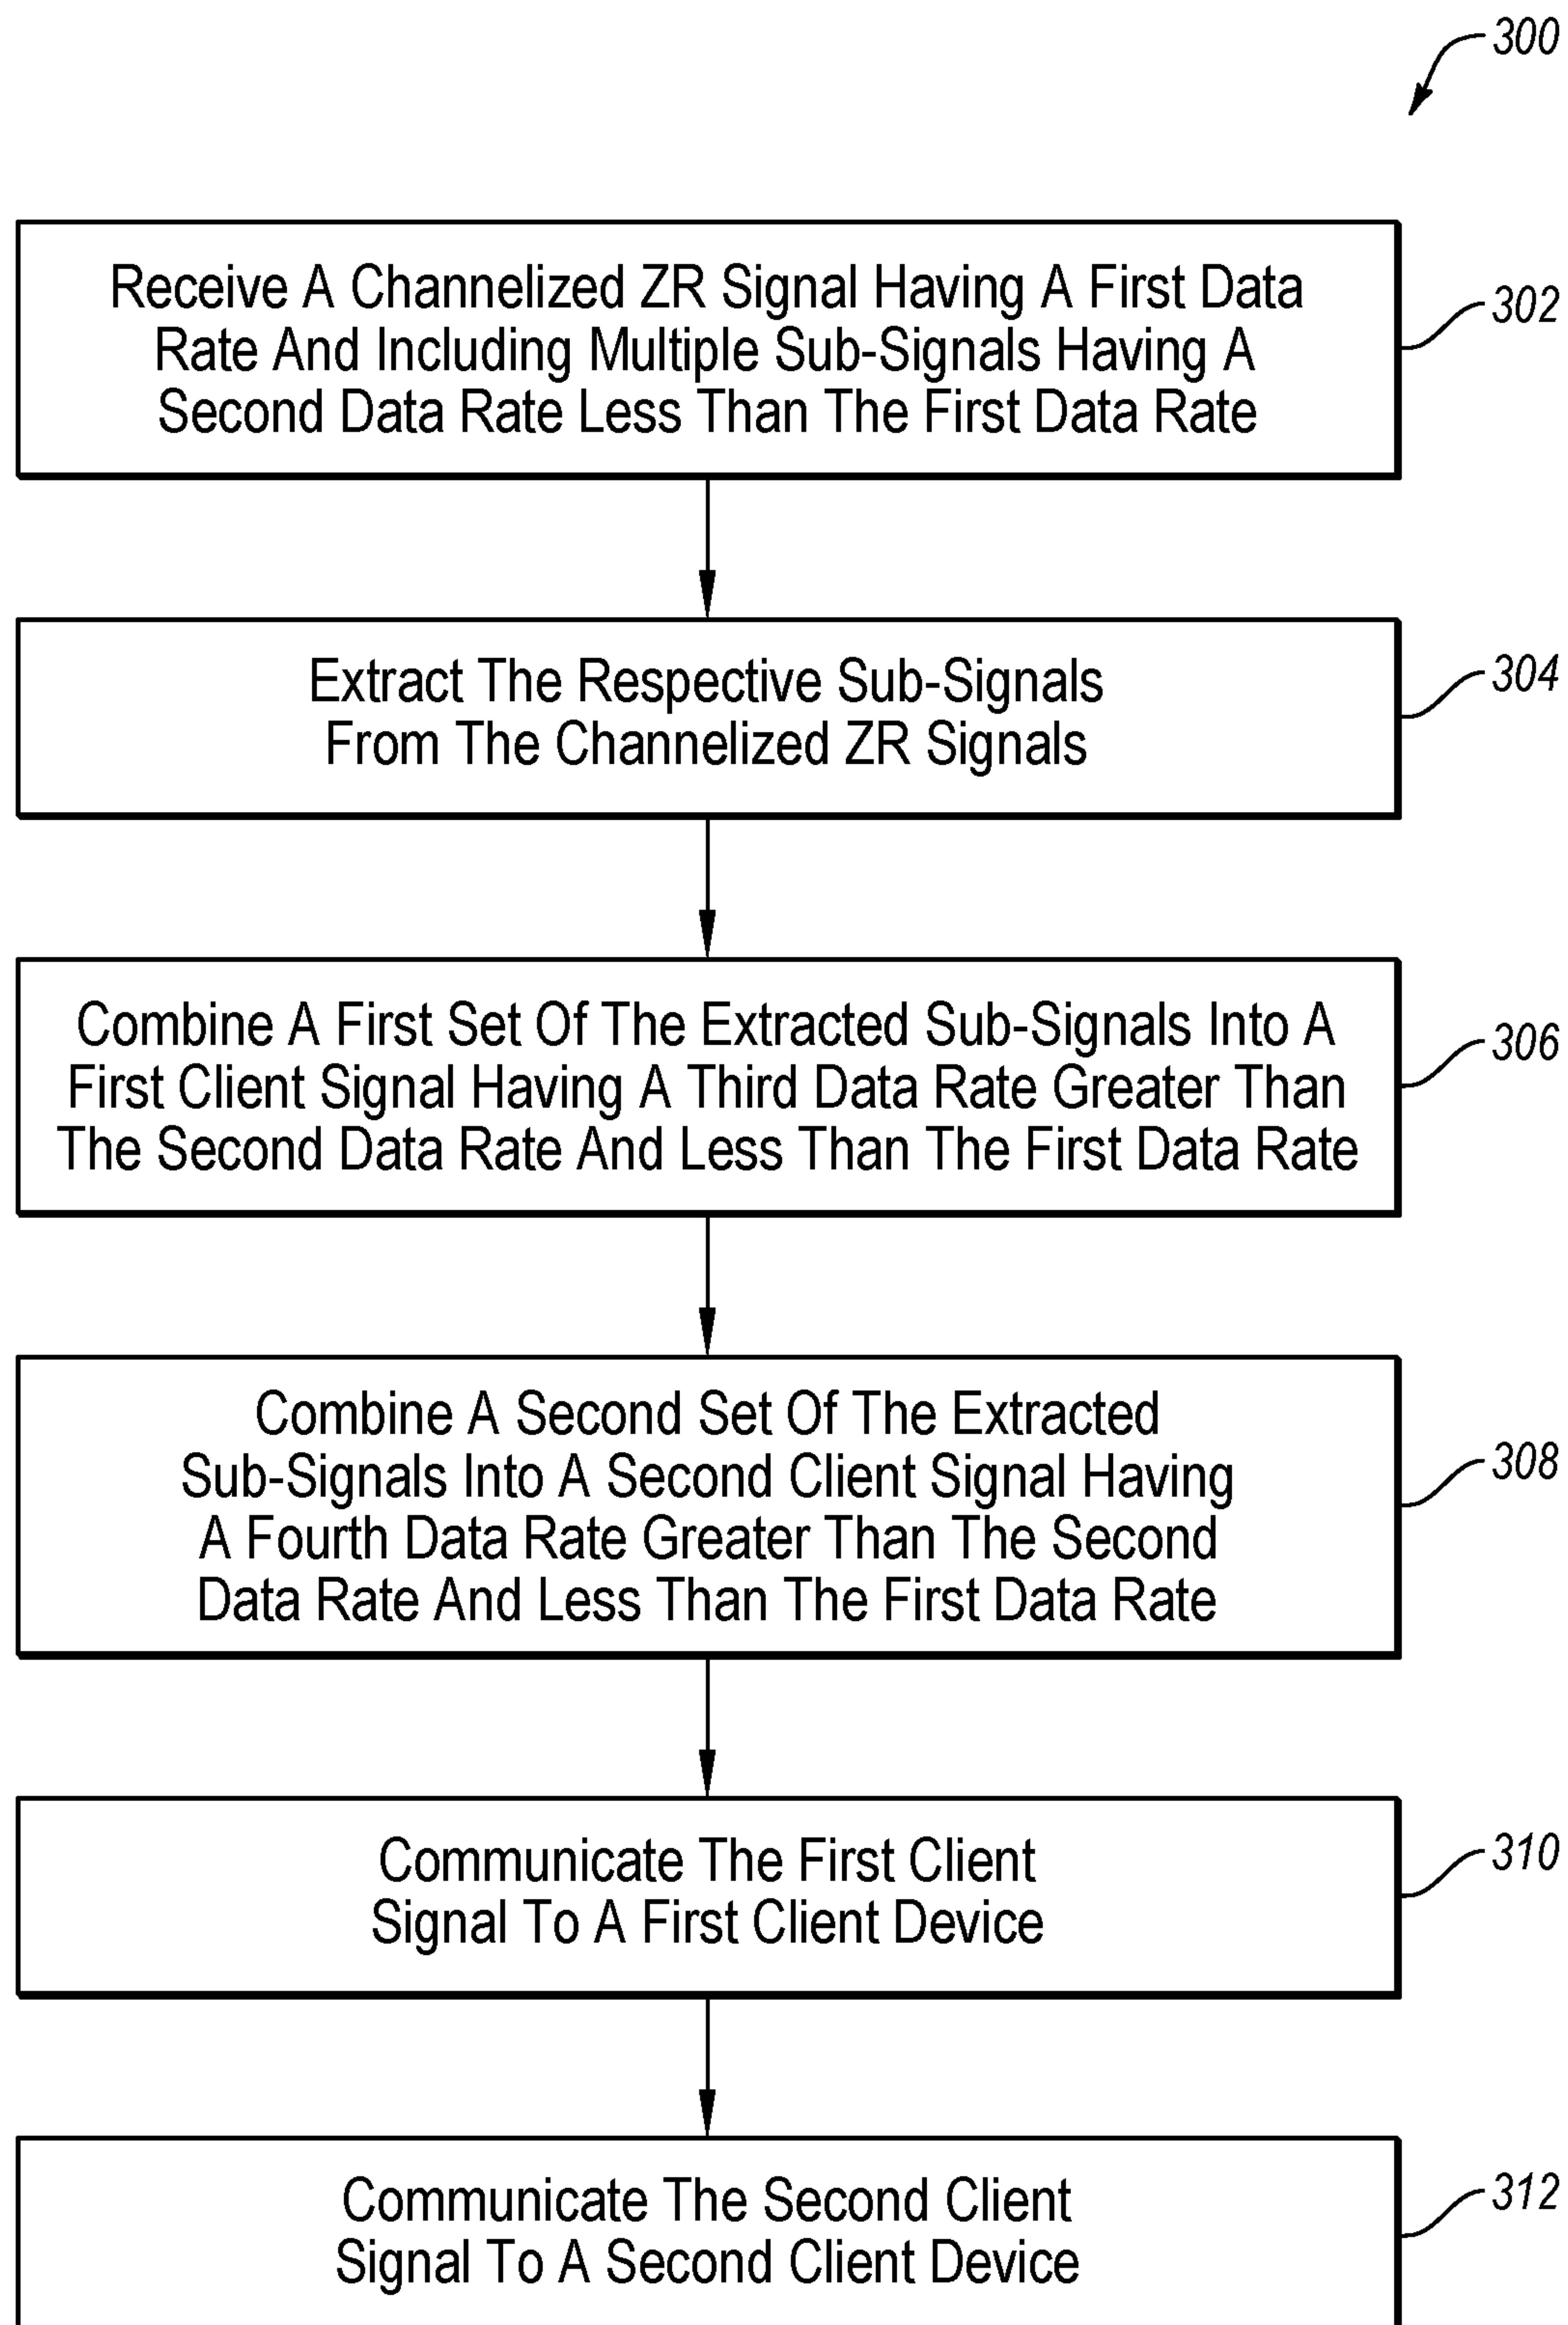 300
Receive A Channelized ZR Signal Having A First Data
Rate And Including Multiple Sub-Signals Having A
Second Data Rate Less Than The First Data Rate
302
Extract The Respective Sub-Signals
From The Channelized ZR Signals
304
Combine A First Set Of The Extracted Sub-Signals Into A
First Client Signal Having A Third Data Rate Greater Than
The Second Data Rate And Less Than The First Data Rate
306
Combine A Second Set Of The Extracted
Sub-Signals Into A Second Client Signal Having
A Fourth Data Rate Greater Than The Second
Data Rate And Less Than The First Data Rate
308
Communicate The First Client
Signal To A First Client Device
310
Communicate The Second Client
Signal To A Second Client Device
312